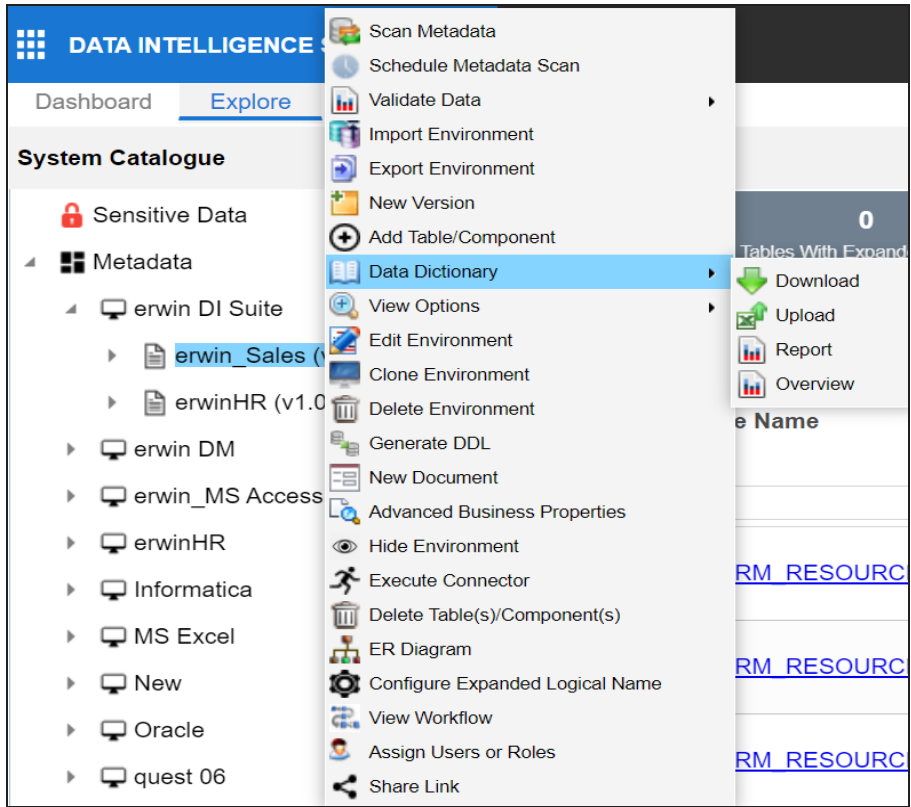 DATA INTELLIGENCE
Dashboard
Explore
System Catalogue
Sensitive Data
Metadata
erwin DI Suite
erwin_Sales (v
erwinHR (v1.0
erwin DM
erwin_MS Access
erwinHR
Informatica
MS Excel
New
Oracle
quest 06
Scan Metadata
Schedule Metadata Scan
Validate Data
Import Environment
Export Environment
New Version
Add Table/Component
Data Dictionary
View Options
Edit Environment
Clone Environment
Delete Environment
Generate DDL
New Document
Advanced Business Properties
Hide Environment
Execute Connector
Delete Table(s)/Component(s)
ER Diagram
Configure Expanded Logical Name
View Workflow
Assign Users or Roles
Share Link
0
Tables With Expand
Download
Upload
Report
Overview
e Name
RM_RESOURC
RM_RESOURC
RM_RESOURC